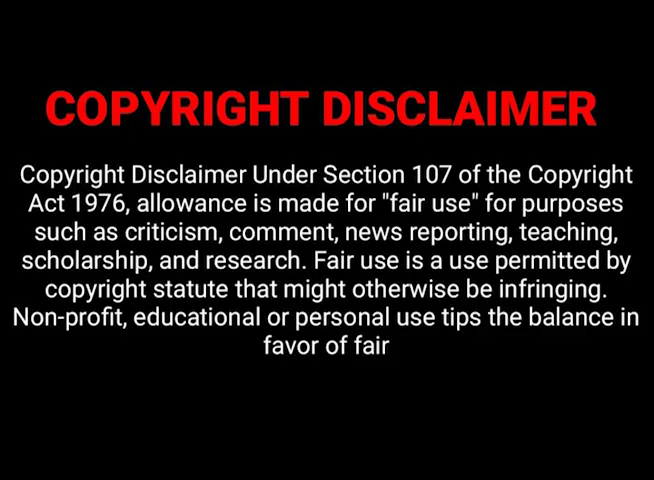 COPYRIGHT DISCLAIMER
Copyright Disclaimer Under Section 107 of the Copyright
Act 1976, allowance is made for "fair use" for purposes
such as criticism, comment, news reporting, teaching,
scholarship, and research. Fair use is a use permitted by
copyright statute that might otherwise be infringing.
Non-profit, educational or personal use tips the balance in
favor of fair